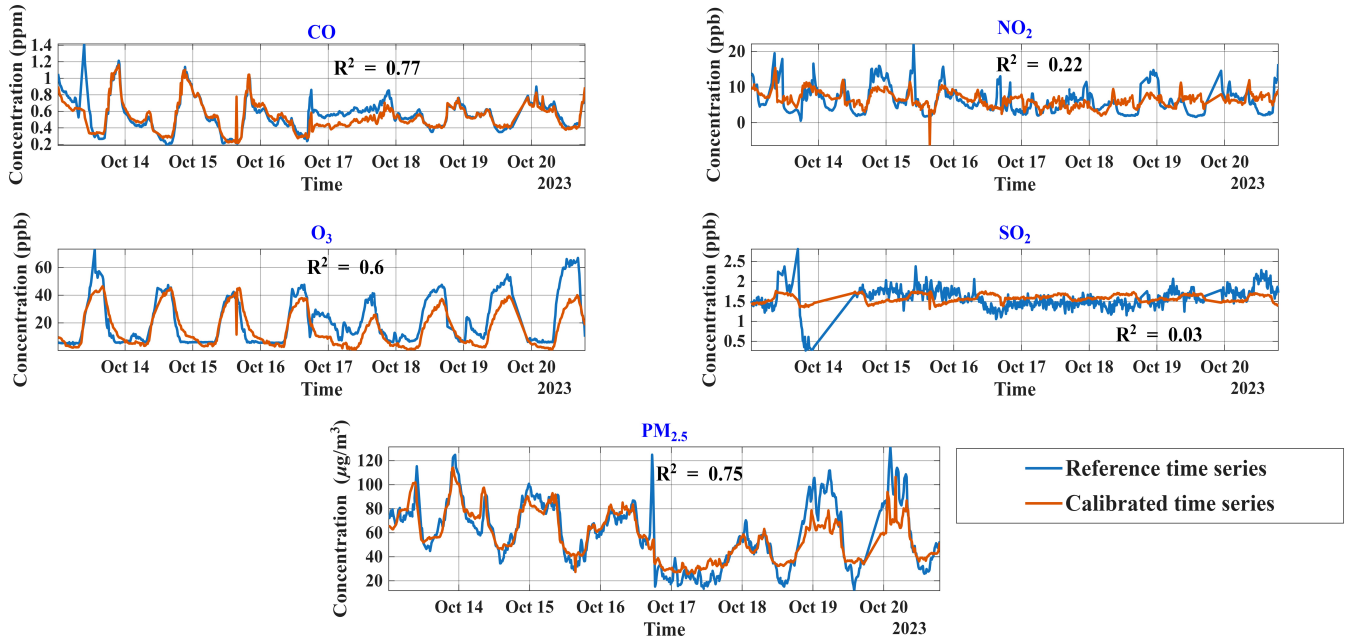 CO
Concentration (ppm)
1.4
1.2
1
0.8
0.6
0.4
0.2
R² = 0.77
Oct 14 Oct 15 Oct 16 Oct 17 Oct 18 Oct 19 Oct 20
Time
2023
NO₂
Concentration (ppb)
20
10
0
R² = 0.22
Oct 14 Oct 15 Oct 16 Oct 17 Oct 18 Oct 19 Oct 20
Time
2023
O₃
Concentration (ppb)
60
40
20
R² = 0.6
Oct 14 Oct 15 Oct 16 Oct 17 Oct 18 Oct 19 Oct 20
Time
2023
SO₂
Concentration (ppb)
2.5
2
1.5
1
0.5
R² = 0.03
Oct 14 Oct 15 Oct 16 Oct 17 Oct 18 Oct 19 Oct 20
Time
2023
PM₂.₅
Concentration (μg/m³)
120
100
80
60
40
20
R² = 0.75
Oct 14 Oct 15 Oct 16 Oct 17 Oct 18 Oct 19 Oct 20
Time
2023
Reference time series
Calibrated time series